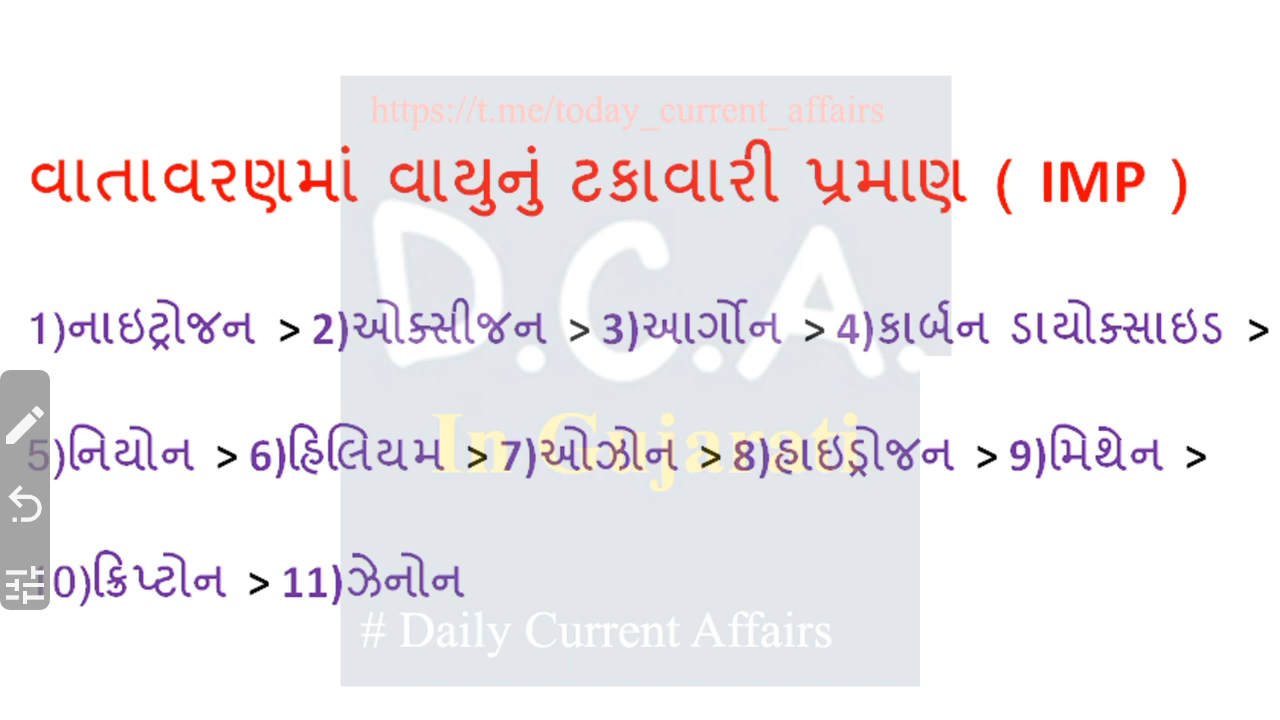 https://t.me/today_current_affairs
વાતાવરણમાં વાયુનું ટકાવારી પ્રમાણ ( IMP )
D.C.A.
1)નાઇટ્રોજન > 2)ઓક્સીજન > 3)આર્ગોન > 4)કાર્બન ડાયોક્સાઇડ >
In Gujarati
5)નિયોન > 6)હિલિયમ > 7)ઓઝોન > 8)હાઇડ્રોજન > 9)મિથેન >
10)ક્રિપ્ટોન > 11)ઝેનોન
# Daily Current Affairs